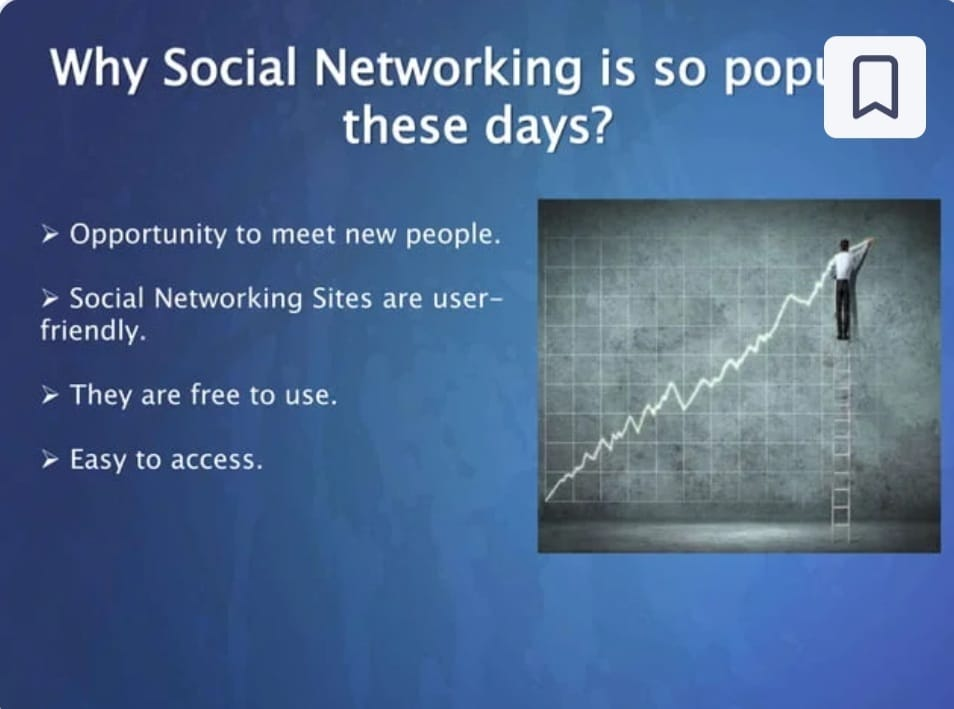 Why Social Networking is so
these days?
➢ Opportunity to meet new people.
➢ Social Networking Sites are user-
friendly.
➢ They are free to use.
➢ Easy to access.